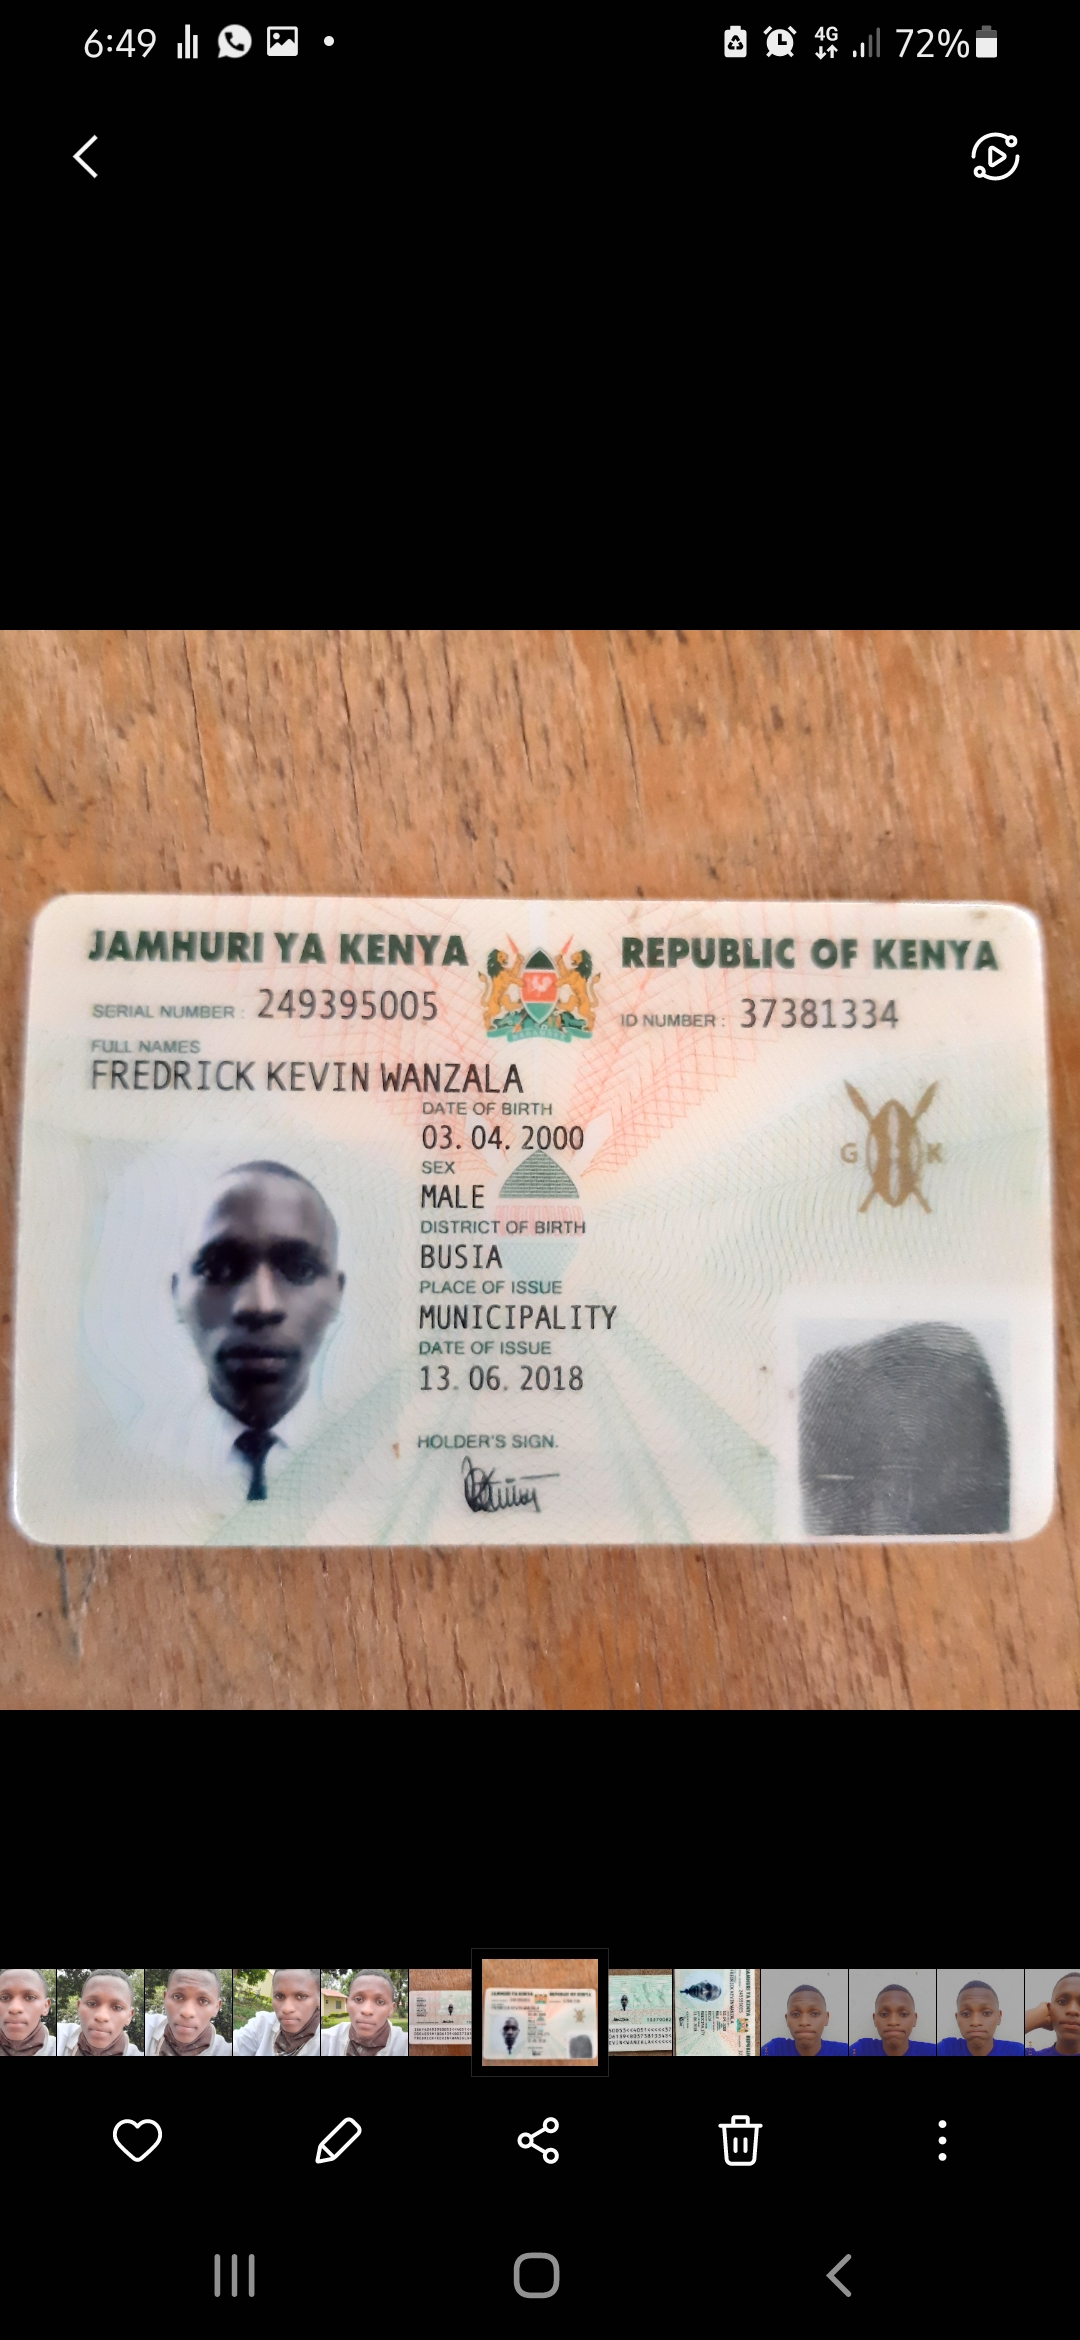 6:49
4G
72%
JAMHURI YA KENYA
REPUBLIC OF KENYA
SERIAL NUMBER : 249395005
ID NUMBER : 37381334
FULL NAMES
FREDRICK KEVIN WANZALA
DATE OF BIRTH
03. 04. 2000
SEX
MALE
G K
DISTRICT OF BIRTH
BUSIA
PLACE OF ISSUE
MUNICIPALITY
DATE OF ISSUE
13. 06. 2018
HOLDER'S SIGN.